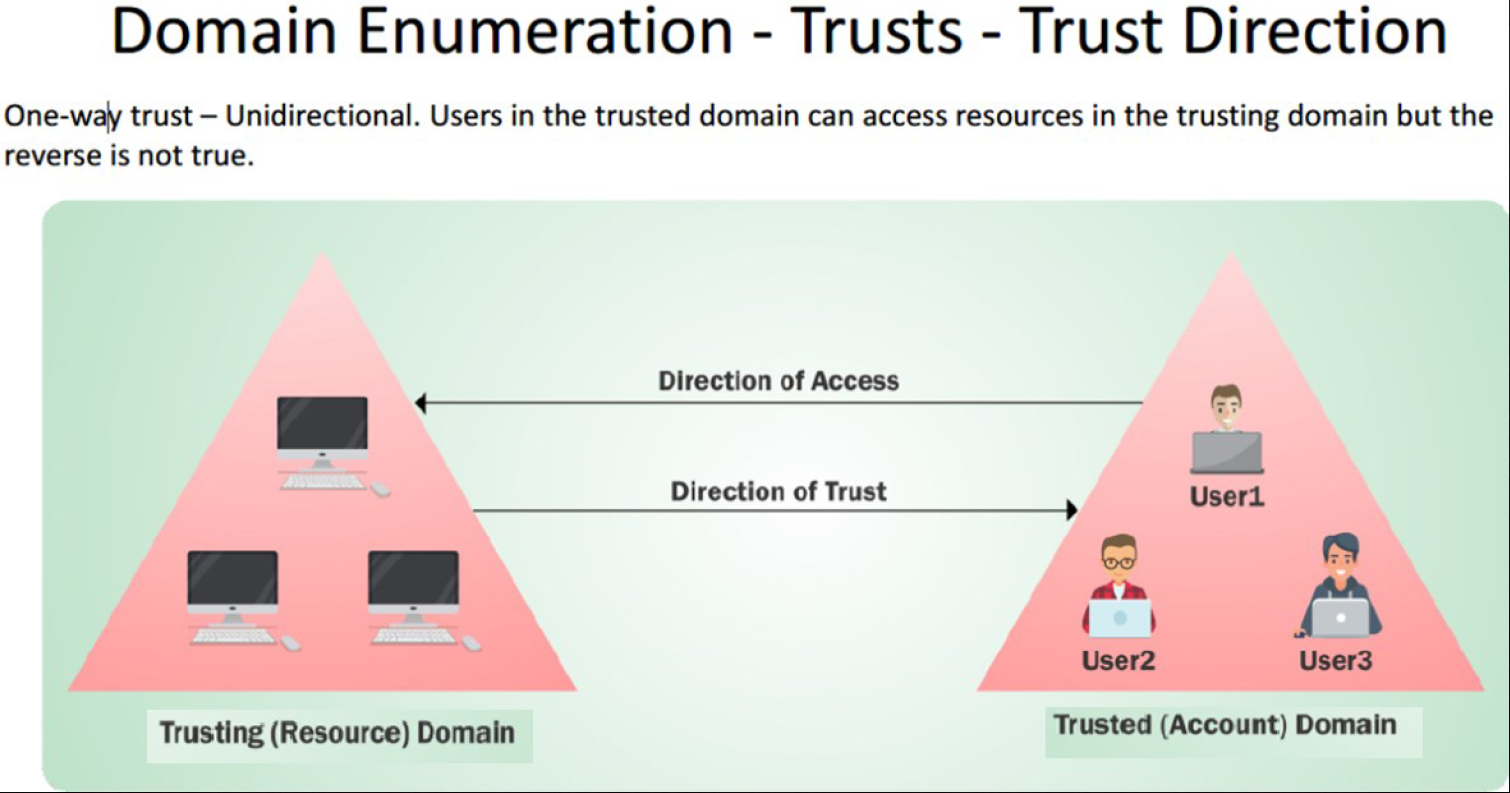 Domain Enumeration - Trusts - Trust Direction
One-way trust – Unidirectional. Users in the trusted domain can access resources in the trusting domain but the
reverse is not true.
Direction of Access
Direction of Trust
User1
User2
User3
Trusting (Resource) Domain
Trusted (Account) Domain